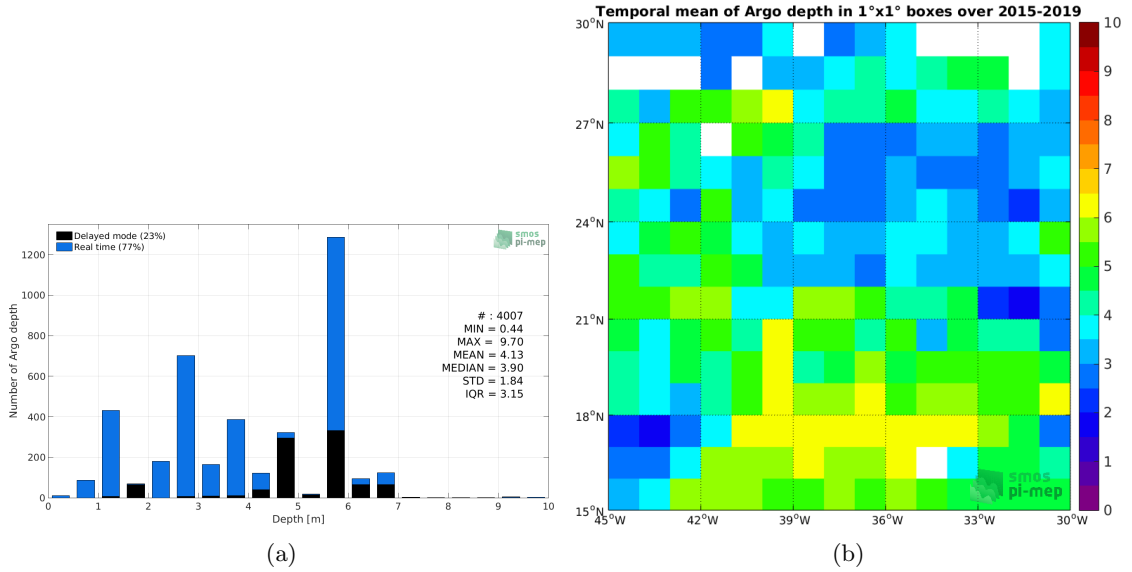 Temporal mean of Argo depth in 1°x1° boxes over 2015-2019
Delayed mode (23%)
Real time (77%)
smos
pi-mep
# : 4007
MIN = 0.44
MAX = 9.70
MEAN = 4.13
MEDIAN = 3.90
STD = 1.84
IQR = 3.15
Number of Argo depth
1200
1000
800
600
400
200
0
0 1 2 3 4 5 6 7 8 9 10
Depth [m]
(a)
30°N
27°N
24°N
21°N
18°N
15°N
45°W 42°W 39°W 36°W 33°W 30°W
smos
pi-mep
10
9
8
7
6
5
4
3
2
1
0
(b)